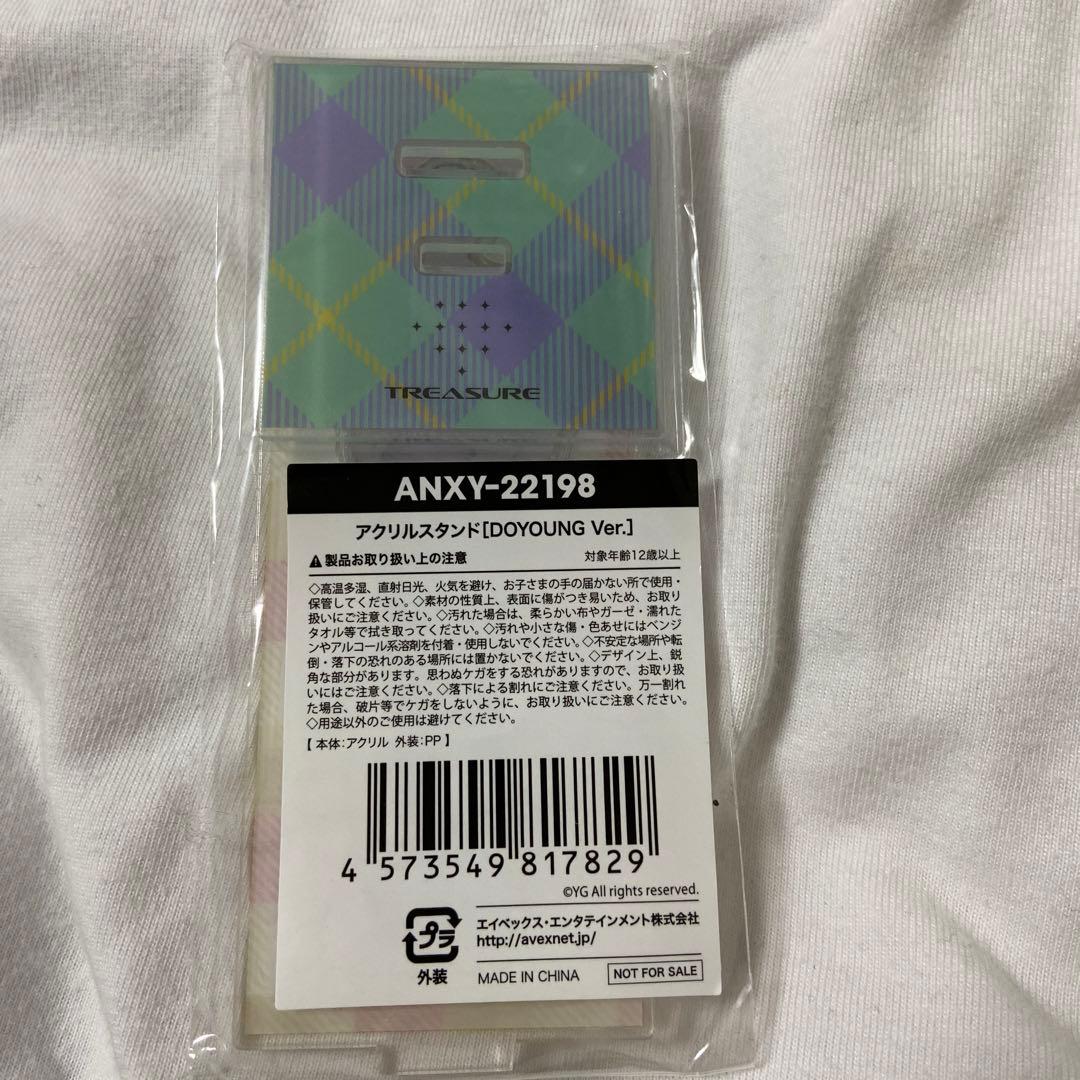 TREASURE
ANXY-22198
アクリルスタンド[DOYOUNG Ver.]
⚠製品お取り扱い上の注意 対象年齢12歳以上
◇高温多湿、直射日光、火気を避け、お子さまの手の届かない所で使用・
保管してください。◇素材の性質上、表面に傷がつき易いため、お取り
扱いにご注意ください。◇汚れた場合は、柔らかい布やガーゼ・濡れた
タオル等で拭き取ってください。◇汚れや小さな傷・色あせにはベンジ
ンやアルコール系溶剤を付着・使用しないでください。◇不安定な場所や転
倒・落下の恐れのある場所には置かないでください。◇デザイン上、鋭
角な部分があります。思わぬケガをする恐れがありますので、お取り扱
いにはご注意ください。◇落下による割れにご注意ください。万一割れ
た場合、破片等でケガをしないように、お取り扱いにご注意ください。
◇用途以外のご使用は避けてください。
【 本体:アクリル 外装:PP 】
4 573549 817829
©YG All rights reserved.
プラ
外装
エイベックス・エンタテインメント株式会社
http://avexnet.jp/
MADE IN CHINA NOT FOR SALE